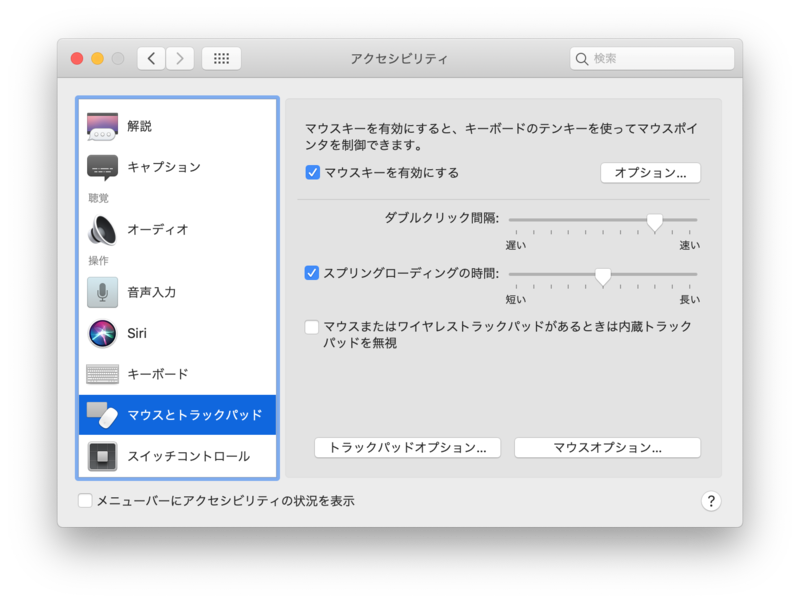 アクセシビリティ
検索
解説
キャプション
聴覚
オーディオ
操作
音声入力
Siri
キーボード
マウスとトラックパッド
スイッチコントロール
マウスキーを有効にすると、キーボードのテンキーを使ってマウスポイ
ンタを制御できます。
マウスキーを有効にする
オプション...
ダブルクリック間隔:
遅い
速い
スプリングローディングの時間:
短い
長い
マウスまたはワイヤレストラックパッドがあるときは内蔵トラック
パッドを無視
トラックパッドオプション...
マウスオプション...
メニューバーにアクセシビリティの状況を表示
?